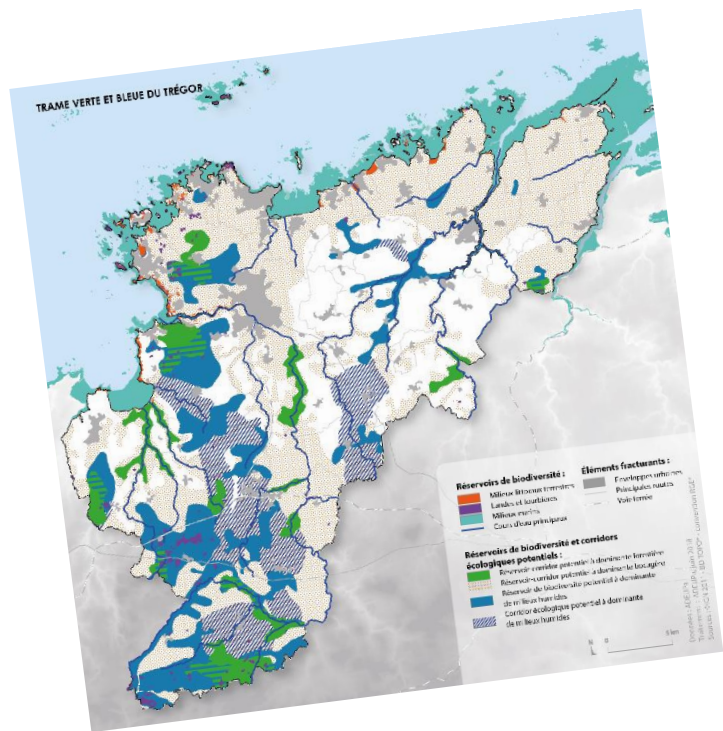 TRAME VERTE ET BLEUE DU TRÉGOR
Réservoirs de biodiversité :
Milieux littoraux terrestres
Landes et tourbières
Milieux marins
Cours d'eau principaux
Éléments fracturants :
Enveloppes urbaines
Principales routes
Voie ferrée
Réservoirs de biodiversité et corridors
écologiques potentiels :
Réservoir corridor potentiel à dominante forestière
Réservoir corridor potentiel à dominante bocagère
Réservoir de biodiversité potentiel à dominante
de milieux humides
Corridor écologique potentiel à dominante
de milieux humides
N
5 km